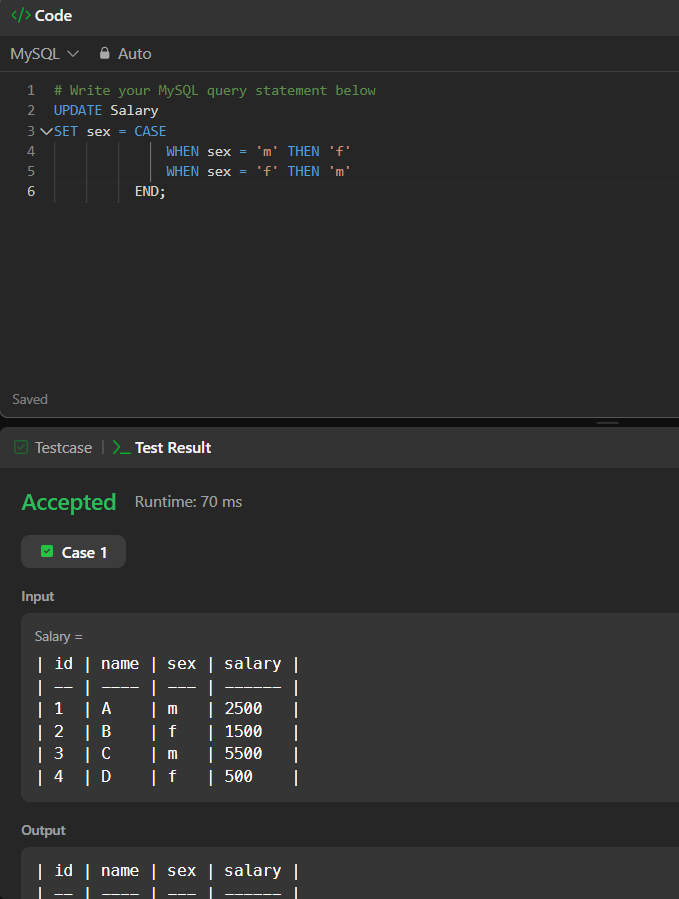 </> Code
MySQL Auto
1 # Write your MySQL query statement below
2 UPDATE Salary
3 SET sex = CASE
4 WHEN sex = 'm' THEN 'f'
5 WHEN sex = 'f' THEN 'm'
6 END;
Saved
Testcase | >_ Test Result
Accepted Runtime: 70 ms
Case 1
Input
Salary =
| id | name | sex | salary |
| -- | ---- | --- | ------ |
| 1 | A | m | 2500 |
| 2 | B | f | 1500 |
| 3 | C | m | 5500 |
| 4 | D | f | 500 |
Output
| id | name | sex | salary |
| -- | ---- | --- | ------ |